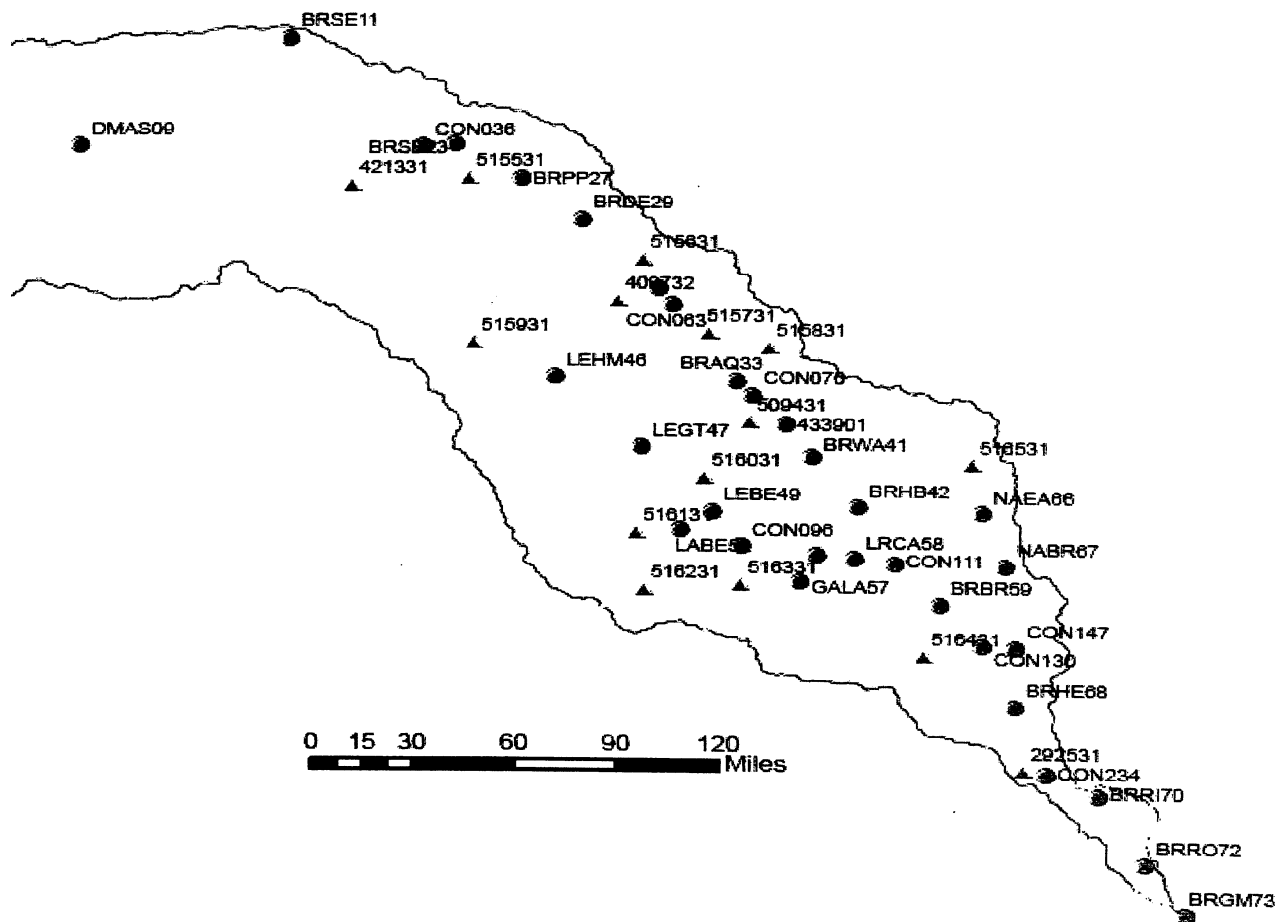 BRSE11
DMAS09
CON036
421331
515531
BRPP27
BRDE29
515631
409732
CON063
515731
515831
515931
LEHM46
BRAQ33
CON070
509431
433901
LEGT47
BRWA41
516031
516531
LEBE49
BRHB42
NAEA66
CON096
LRCA58
CON111
NABR67
516231
516331
GALA57
BRBR59
516431
CON147
CON130
BRHE68
0 15 30 60 90 120
Miles
292531
CON234
BRRI70
BRRO72
BRGM73